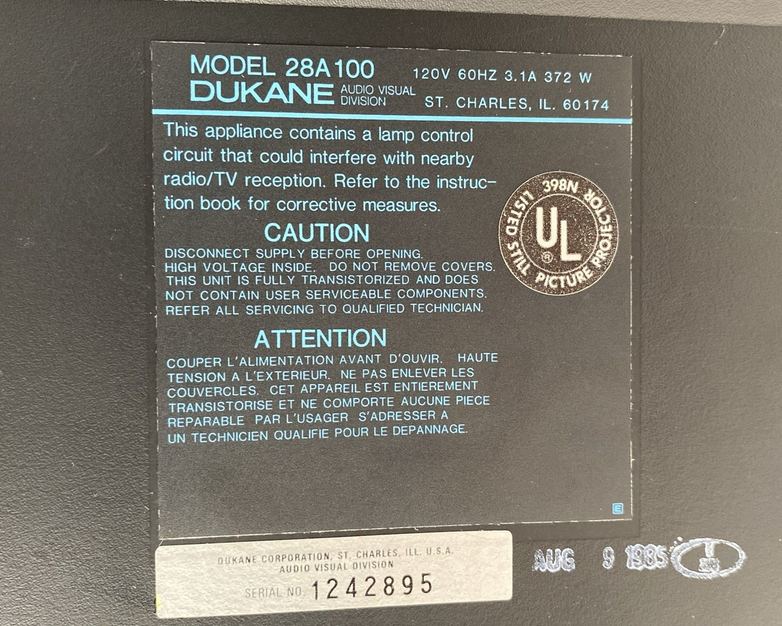 MODEL 28A100
120V 60HZ 3.1A 372 W
DUKANE AUDIO VISUAL DIVISION
ST. CHARLES, IL. 60174
This appliance contains a lamp control
circuit that could interfere with nearby
radio/TV reception. Refer to the instruc-
tion book for corrective measures.
398N
LISTED STILL PICTURE PROJECTOR
UL
®
CAUTION
DISCONNECT SUPPLY BEFORE OPENING.
HIGH VOLTAGE INSIDE. DO NOT REMOVE COVERS.
THIS UNIT IS FULLY TRANSISTORIZED AND DOES
NOT CONTAIN USER SERVICEABLE COMPONENTS.
REFER ALL SERVICING TO QUALIFIED TECHNICIAN.
ATTENTION
COUPER L'ALIMENTATION AVANT D'OUVIR. HAUTE
TENSION A L'EXTERIEUR. NE PAS ENLEVER LES
COUVERCLES. CET APPAREIL EST ENTIEREMENT
TRANSISTORISE ET NE COMPORTE AUCUNE PIECE
REPARABLE PAR L'USAGER S'ADRESSER A
UN TECHNICIEN QUALIFIE POUR LE DEPANNAGE.
E
DUKANE CORPORATION, ST. CHARLES, ILL. U.S.A.
AUDIO VISUAL DIVISION
SERIAL NO. 1242895
AUG 9 1985